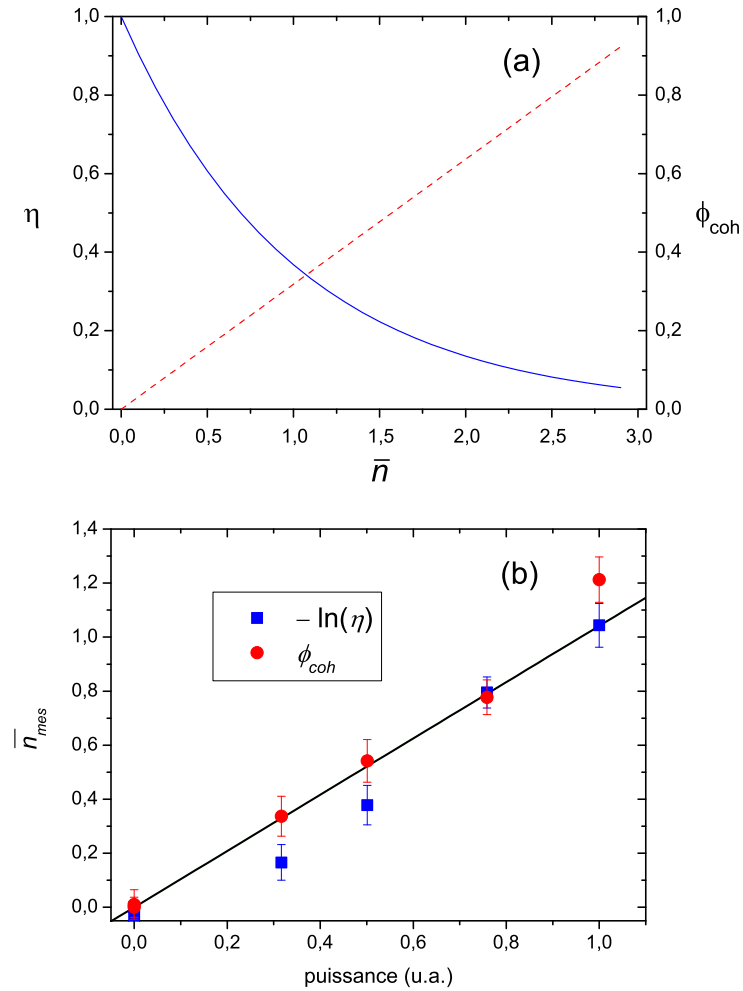 (a)
η
1,0
0,8
0,6
0,4
0,2
0,0
1,0
0,8
0,6
0,4
0,2
0,0
ϕcoh
0,0 0,5 1,0 1,5 2,0 2,5 3,0
n̅
(b)
n̅mes
1,4
1,2
1,0
0,8
0,6
0,4
0,2
0,0
− ln(η)
ϕcoh
0,0 0,2 0,4 0,6 0,8 1,0
puissance (u.a.)